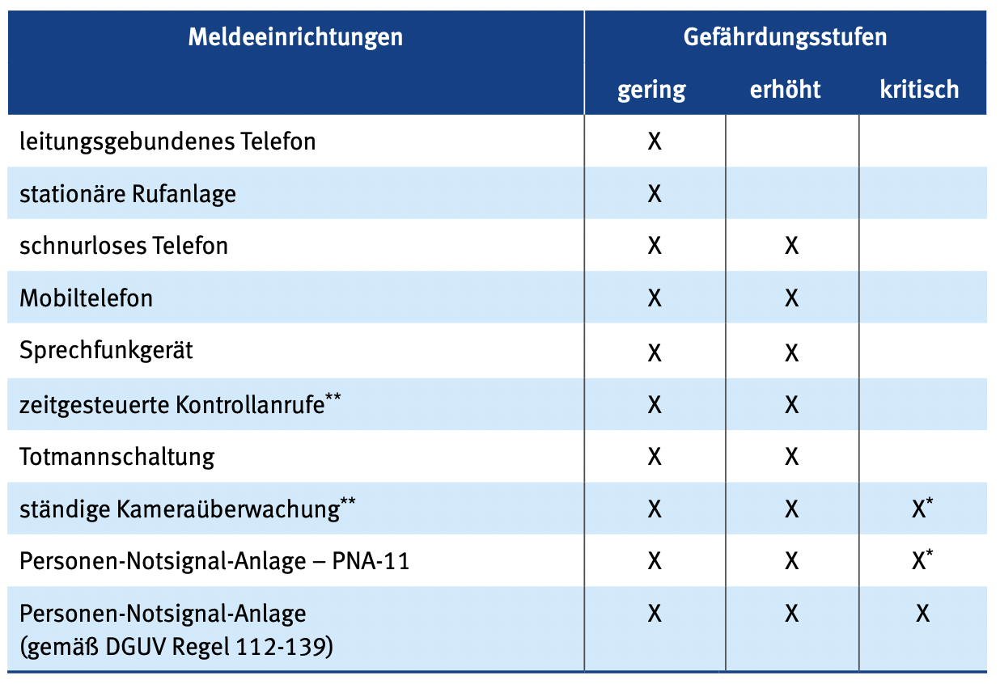 Meldeeinrichtungen Gefährdungsstufen
gering erhöht kritisch
leitungsgebundenes Telefon X
stationäre Rufanlage X
schnurloses Telefon X X
Mobiltelefon X X
Sprechfunkgerät X X
zeitgesteuerte Kontrollanrufe** X X
Totmannschaltung X X
ständige Kameraüberwachung** X X X*
Personen-Notsignal-Anlage – PNA-11 X X X*
Personen-Notsignal-Anlage X X X
(gemäß DGUV Regel 112-139)